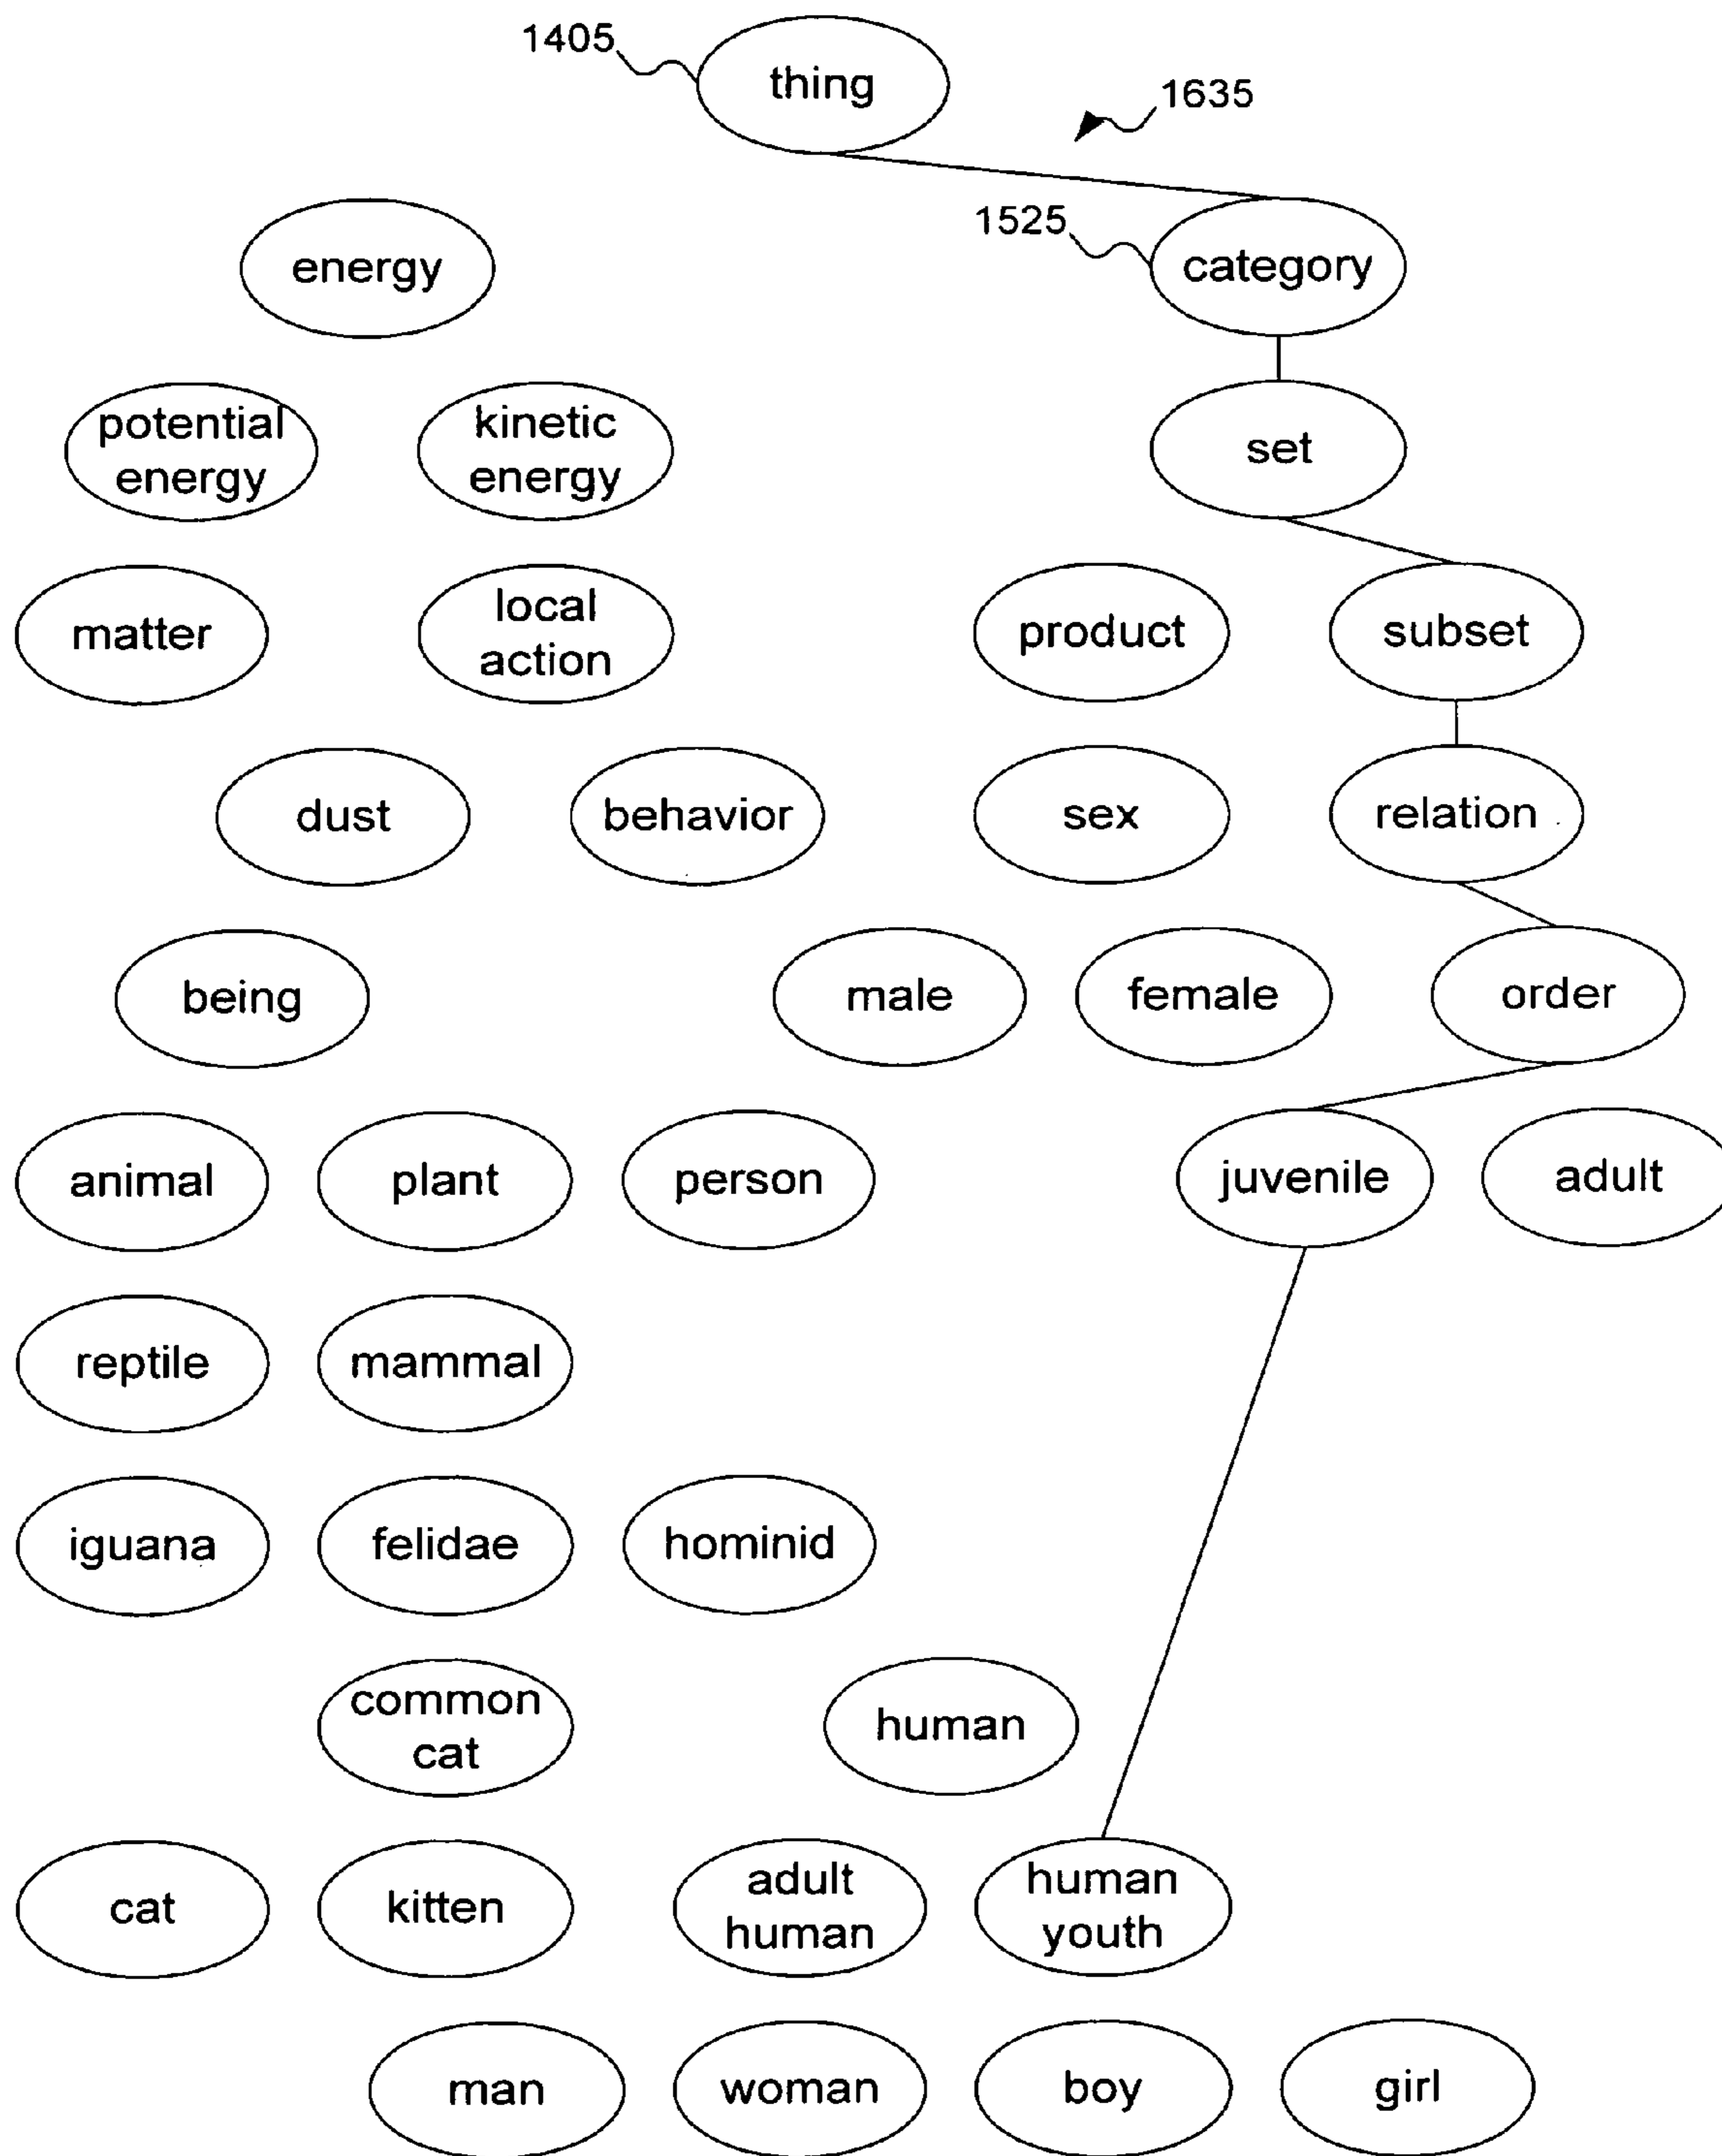 1405
thing
1635
1525
energy
category
potential
energy
kinetic
energy
set
matter
local
action
product
subset
dust
behavior
sex
relation
being
male
female
order
animal
plant
person
juvenile
adult
reptile
mammal
iguana
felidae
hominid
common
cat
human
cat
kitten
adult
human
human
youth
man
woman
boy
girl